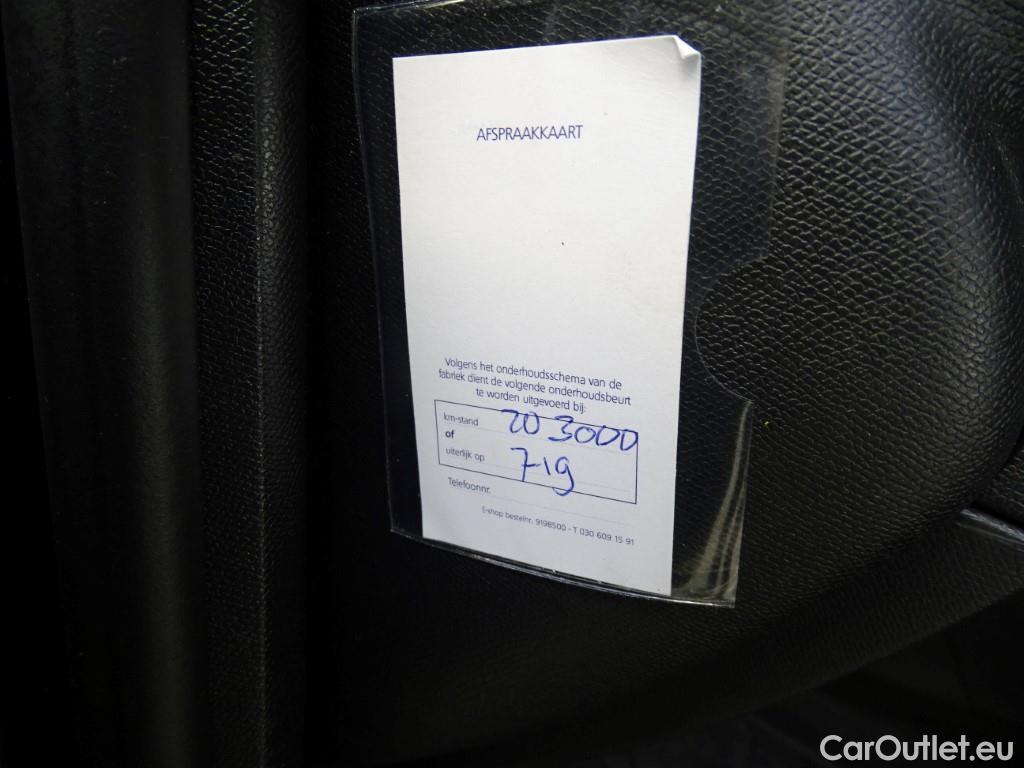 AFSPRAAKKAART
Volgens het onderhoudsschema van de
fabriek dient de volgende onderhoudsbeurt
te worden uitgevoerd bij:
km-stand 203000
of
uiterlijk op 7-19
Telefoonnr.
E-shop bestelnr. 9198500 - T 030 609 15 91
CarOutlet.eu